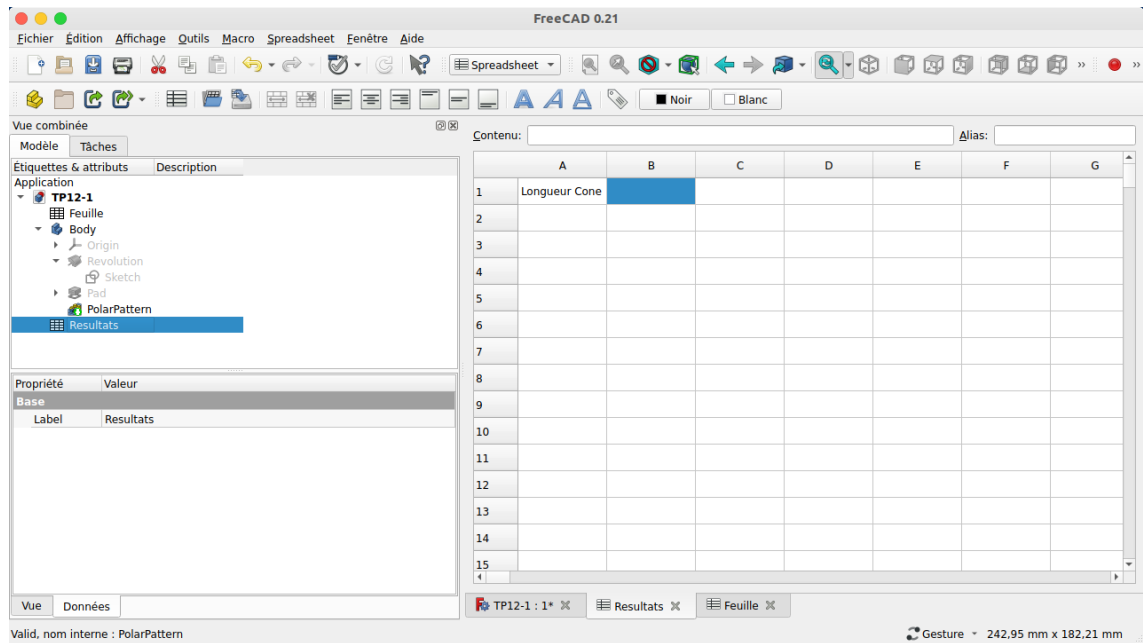 FreeCAD 0.21
Fichier Édition Affichage Outils Macro Spreadsheet Fenêtre Aide
Spreadsheet
Noir Blanc
Vue combinée
Modèle Tâches
Étiquettes & attributs Description
Application
TP12-1
Feuille
Body
Origin
Revolution
Sketch
Pad
PolarPattern
Resultats
Propriété Valeur
Base
Label Resultats
Vue Données
Contenu: Alias:
A B C D E F G
1 Longueur Cone
2
3
4
5
6
7
8
9
10
11
12
13
14
15
TP12-1 : 1* Resultats Feuille
Valid, nom interne : PolarPattern
Gesture 242,95 mm x 182,21 mm